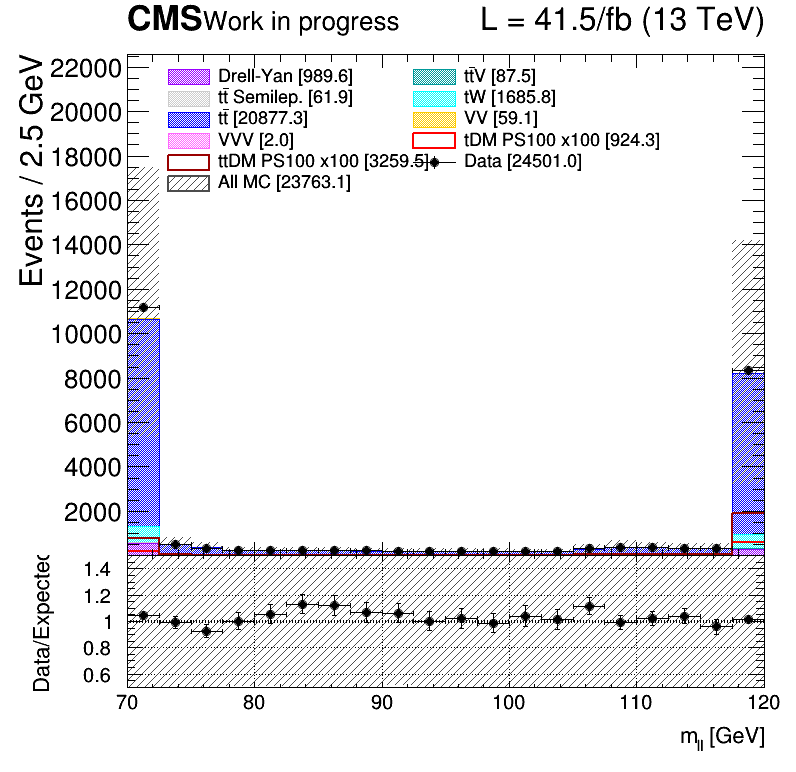 CMS Work in progress L = 41.5/fb (13 TeV)
Events / 2.5 GeV
22000
20000
18000
16000
14000
12000
10000
8000
6000
4000
2000
Drell-Yan [989.6] tt̄V [87.5]
tt̄ Semilep. [61.9] tW [1685.8]
tt̄ [20877.3] VV [59.1]
VVV [2.0] tDM PS100 x100 [924.3]
ttDM PS100 x100 [3259.5] Data [24501.0]
All MC [23763.1]
Data/Expected
1.4
1.2
1
0.8
0.6
70 80 90 100 110 120
m_ll [GeV]